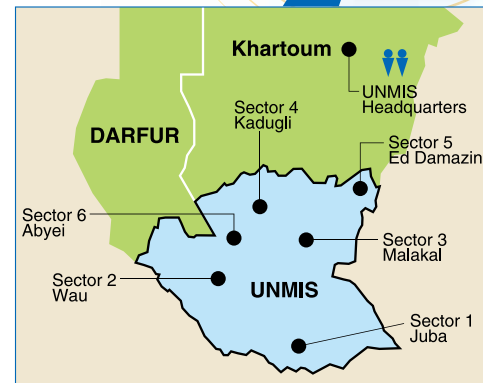 Khartoum
UNMIS
Headquarters
Sector 4
Kadugli
DARFUR
Sector 5
Ed Damazin
Sector 6
Abyei
Sector 3
Malakal
Sector 2
Wau
UNMIS
Sector 1
Juba